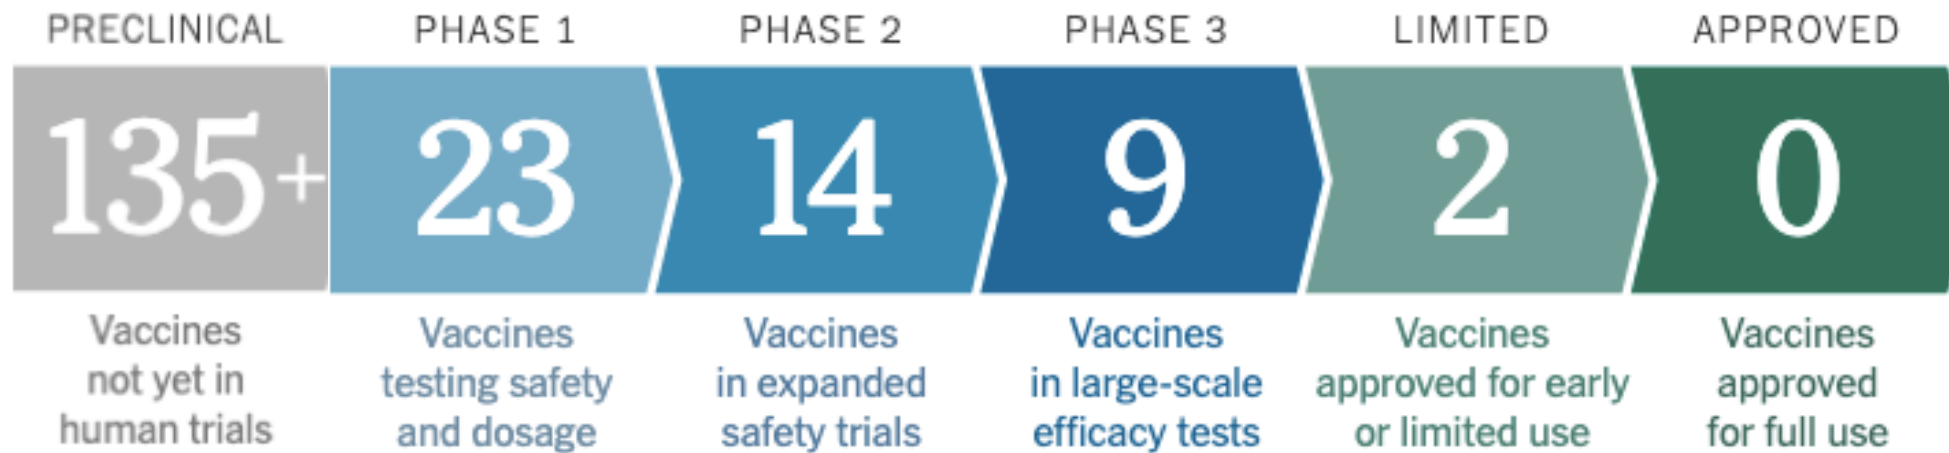 PRECLINICAL
PHASE 1
PHASE 2
PHASE 3
LIMITED
APPROVED
135+
23
14
9
2
0
Vaccines
not yet in
human trials
Vaccines
testing safety
and dosage
Vaccines
in expanded
safety trials
Vaccines
in large-scale
efficacy tests
Vaccines
approved for early
or limited use
Vaccines
approved
for full use